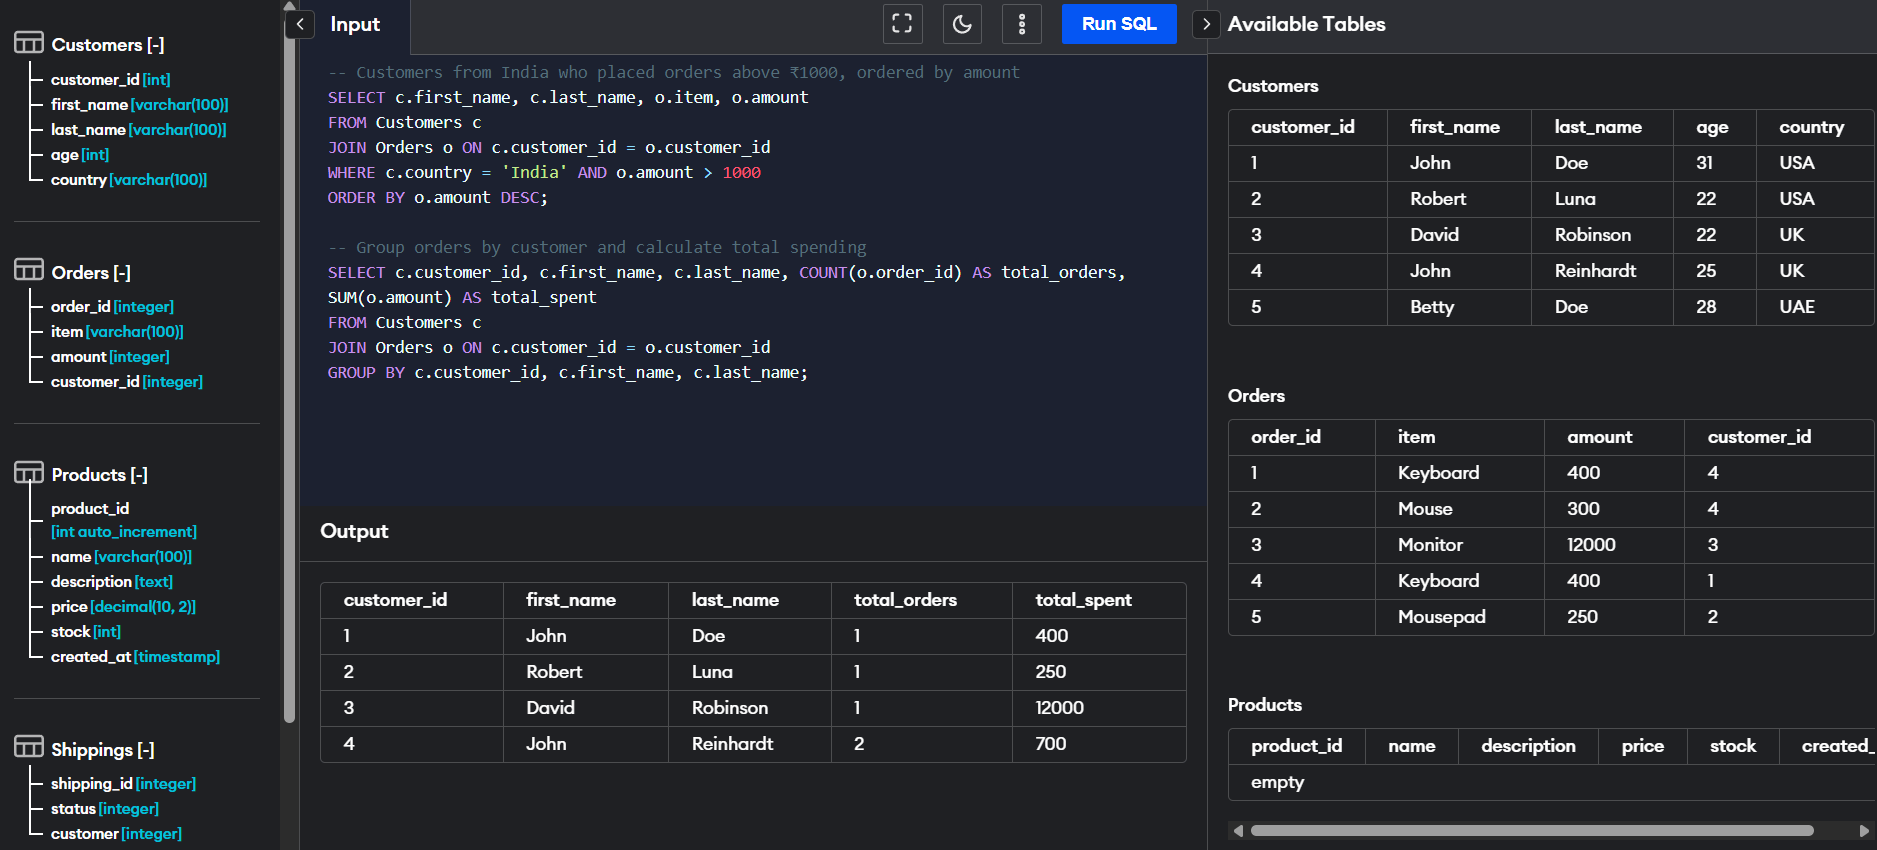 Customers [-]
customer_id [int]
first_name [varchar(100)]
last_name [varchar(100)]
age [int]
country [varchar(100)]
Orders [-]
order_id [integer]
item [varchar(100)]
amount [integer]
customer_id [integer]
Products [-]
product_id
[int auto_increment]
name [varchar(100)]
description [text]
price [decimal(10, 2)]
stock [int]
created_at [timestamp]
Shippings [-]
shipping_id [integer]
status [integer]
customer [integer]
Input
Run SQL
-- Customers from India who placed orders above ₹1000, ordered by amount
SELECT c.first_name, c.last_name, o.item, o.amount
FROM Customers c
JOIN Orders o ON c.customer_id = o.customer_id
WHERE c.country = 'India' AND o.amount > 1000
ORDER BY o.amount DESC;
-- Group orders by customer and calculate total spending
SELECT c.customer_id, c.first_name, c.last_name, COUNT(o.order_id) AS total_orders,
SUM(o.amount) AS total_spent
FROM Customers c
JOIN Orders o ON c.customer_id = o.customer_id
GROUP BY c.customer_id, c.first_name, c.last_name;
Output
customer_id first_name last_name total_orders total_spent
1 John Doe 1 400
2 Robert Luna 1 250
3 David Robinson 1 12000
4 John Reinhardt 2 700
Available Tables
Customers
customer_id first_name last_name age country
1 John Doe 31 USA
2 Robert Luna 22 USA
3 David Robinson 22 UK
4 John Reinhardt 25 UK
5 Betty Doe 28 UAE
Orders
order_id item amount customer_id
1 Keyboard 400 4
2 Mouse 300 4
3 Monitor 12000 3
4 Keyboard 400 1
5 Mousepad 250 2
Products
product_id name description price stock created_
empty